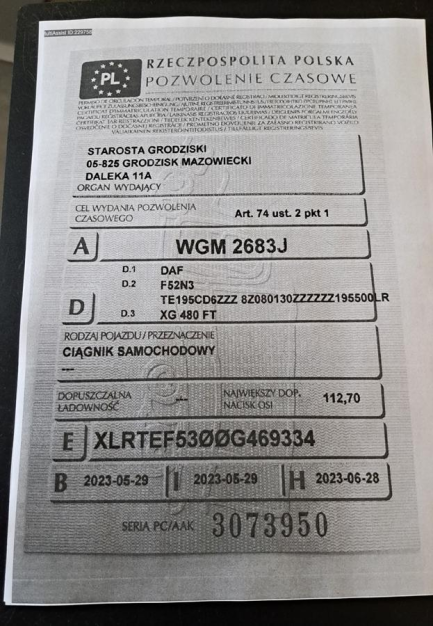 PL
RZECZPOSPOLITA POLSKA
POZWOLENIE CZASOWE
STAROSTA GRODZISKI
05-825 GRODZISK MAZOWIECKI
DALEKA 11A
ORGAN WYDAJĄCY
CEL WYDANIA POZWOLENIA
CZASOWEGO
Art. 74 ust. 2 pkt 1
A WGM 2683J
D
D.1 DAF
D.2 F52N3
TE195CD6ZZZ 8Z080130ZZZZZZ195500LR
D.3 XG 480 FT
RODZAJ POJAZDU / PRZEZNACZENIE
CIĄGNIK SAMOCHODOWY
---
DOPUSZCZALNA
ŁADOWNOŚĆ
---
NAJWIĘKSZY DOP.
NACISK OSI
112,70
E XLRTEF53ØØG469334
B 2023-05-29 I 2023-05-29 H 2023-06-28
SERIA PC/AAK 3073950